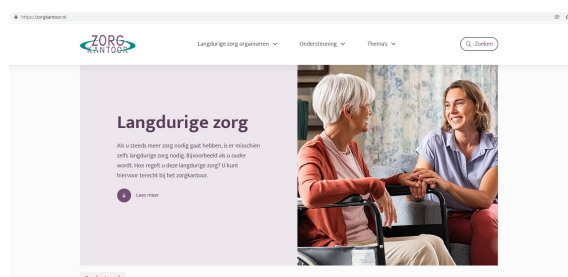 https://zorgkantoor.nl
ZORG
KANTOOR
Langdurige zorg organiseren
Ondersteuning
Thema's
Zoeken
Langdurige zorg
Als u steeds meer zorg nodig gaat hebben, is er misschien
zelfs langdurige zorg nodig. Bijvoorbeeld als u ouder
wordt. Hoe regelt u deze langdurige zorg? U kunt
hiervoor terecht bij het zorgkantoor.
Lees meer